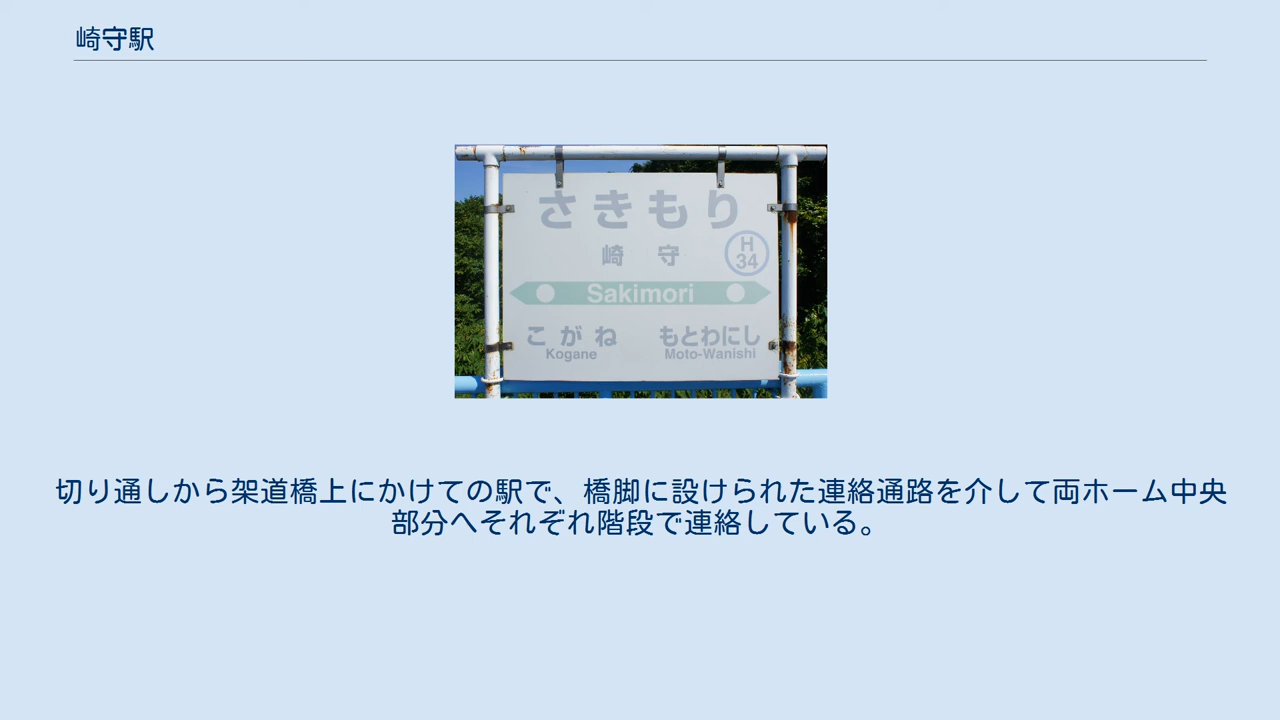 崎守駅
さきもり
崎守
H
34
Sakimori
こがね もとわにし
Kogane Moto-Wanishi
切り通しから架道橋上にかけての駅で、橋脚に設けられた連絡通路を介して両ホーム中央
部分へそれぞれ階段で連絡している。